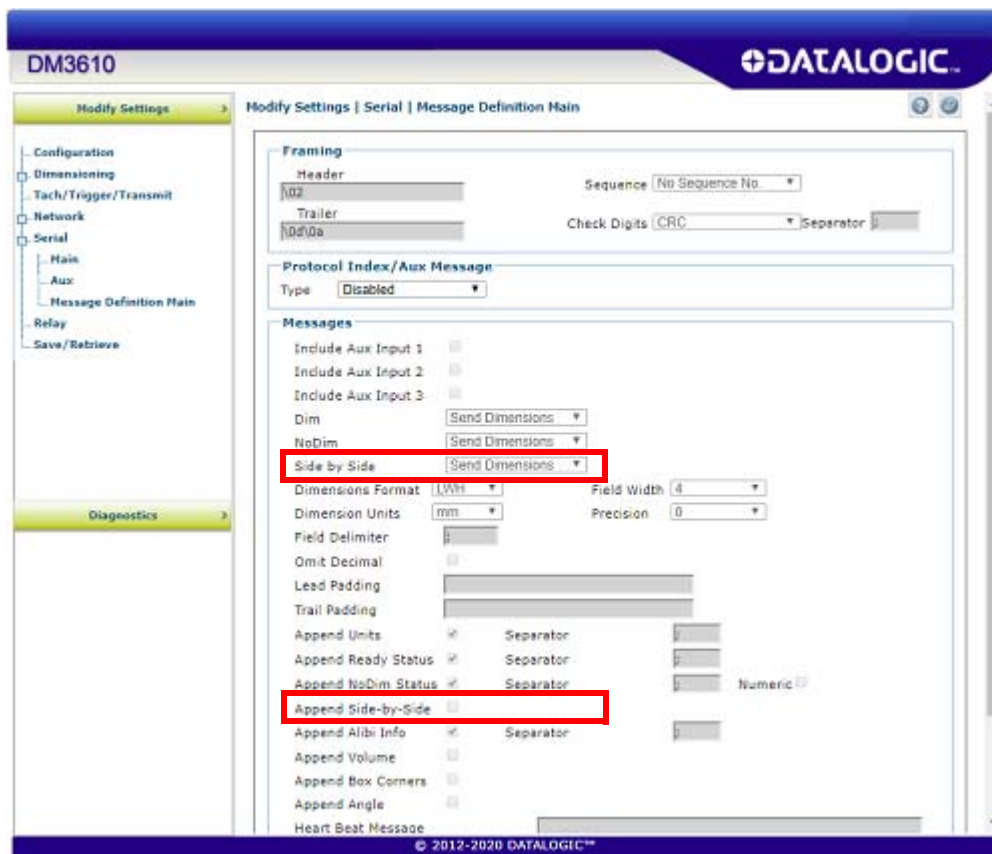 DM3610
DATALOGIC™
Modify Settings
Modify Settings | Serial | Message Definition Main
Configuration
Dimensioning
Tach/Trigger/Transmit
Network
Serial
Main
Aux
Message Definition Main
Relay
Save/Retrieve
Diagnostics
Framing
Header
\02
Sequence No Sequence No.
Trailer
\0d\0a
Check Digits CRC Separator
Protocol Index/Aux Message
Type Disabled
Messages
Include Aux Input 1
Include Aux Input 2
Include Aux Input 3
Dim Send Dimensions
NoDim Send Dimensions
Side by Side Send Dimensions
Dimensions Format LWH Field Width 4
Dimension Units mm Precision 0
Field Delimiter
Omit Decimal
Lead Padding
Trail Padding
Append Units Separator
Append Ready Status Separator
Append NoDim Status Separator Numeric
Append Side-by-Side
Append Alibi Info Separator
Append Volume
Append Box Corners
Append Angle
Heart Beat Message
© 2012-2020 DATALOGIC™